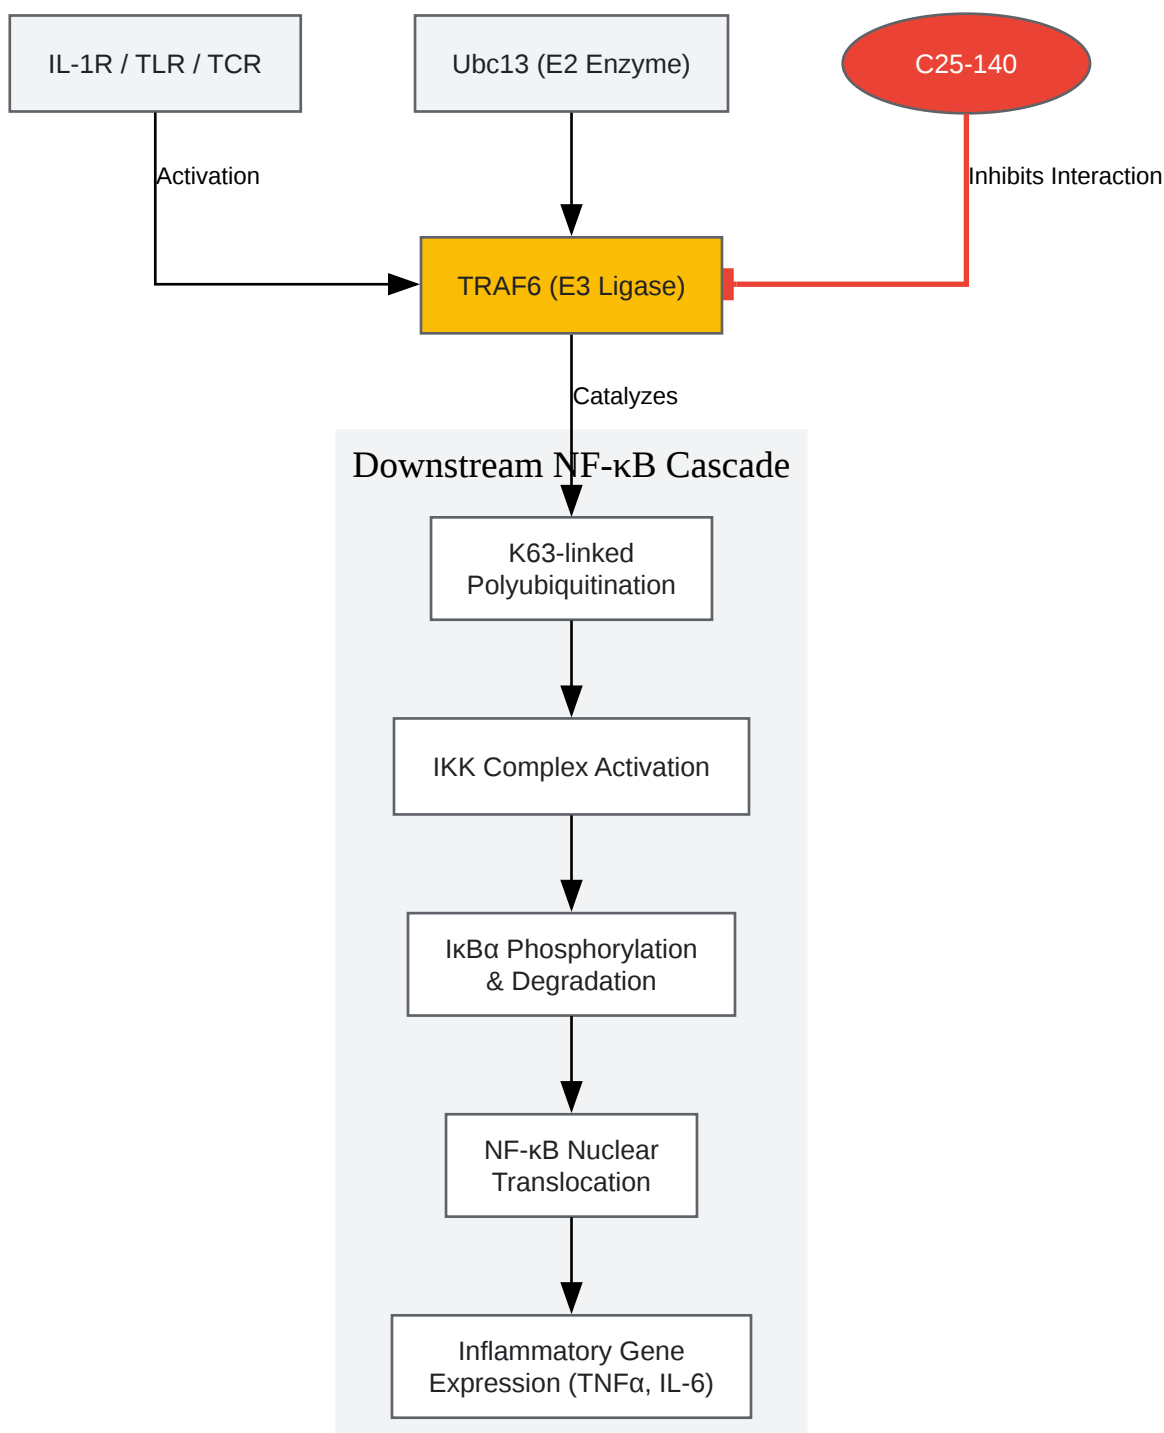 IL-1R / TLR / TCR
Ubc13 (E2 Enzyme)
C25-140
Activation
Inhibits Interaction
TRAF6 (E3 Ligase)
Catalyzes
Downstream NF-κB Cascade
K63-linked
Polyubiquitination
IKK Complex Activation
IκBα Phosphorylation
& Degradation
NF-κB Nuclear
Translocation
Inflammatory Gene
Expression (TNFα, IL-6)